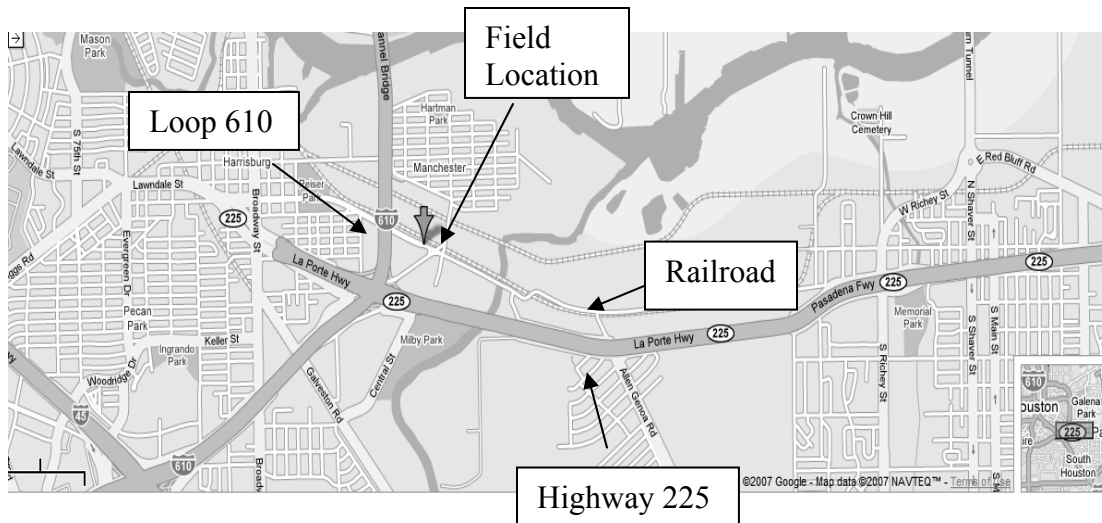 Field
Location
Loop 610
Railroad
Highway 225
Mason
Park
S 75th St
Lawndale St
Harrisburg
Lawndale St
225
Broadway St
Reiser
Park
610
Hartman
Park
Manchester
Crown Hill
Cemetery
E Red Bluff Rd
W Richey St
N Shaver St
Evergreen Dr
La Porte Hwy
225
Pasadena Fwy
225
225
Pecan
Park
Ingrando
Park
Keller St
Woodridge Dr
Milby Park
Central St
Galveston Rd
La Porte Hwy
225
Allen Genoa Rd
Memorial
Park
S Richey St
S Shaver St
S Main St
45
610
©2007 Google - Map data ©2007 NAVTEQ™ - Terms of Use
610
Galena
Park
ouston
225
Pa
South
Houston